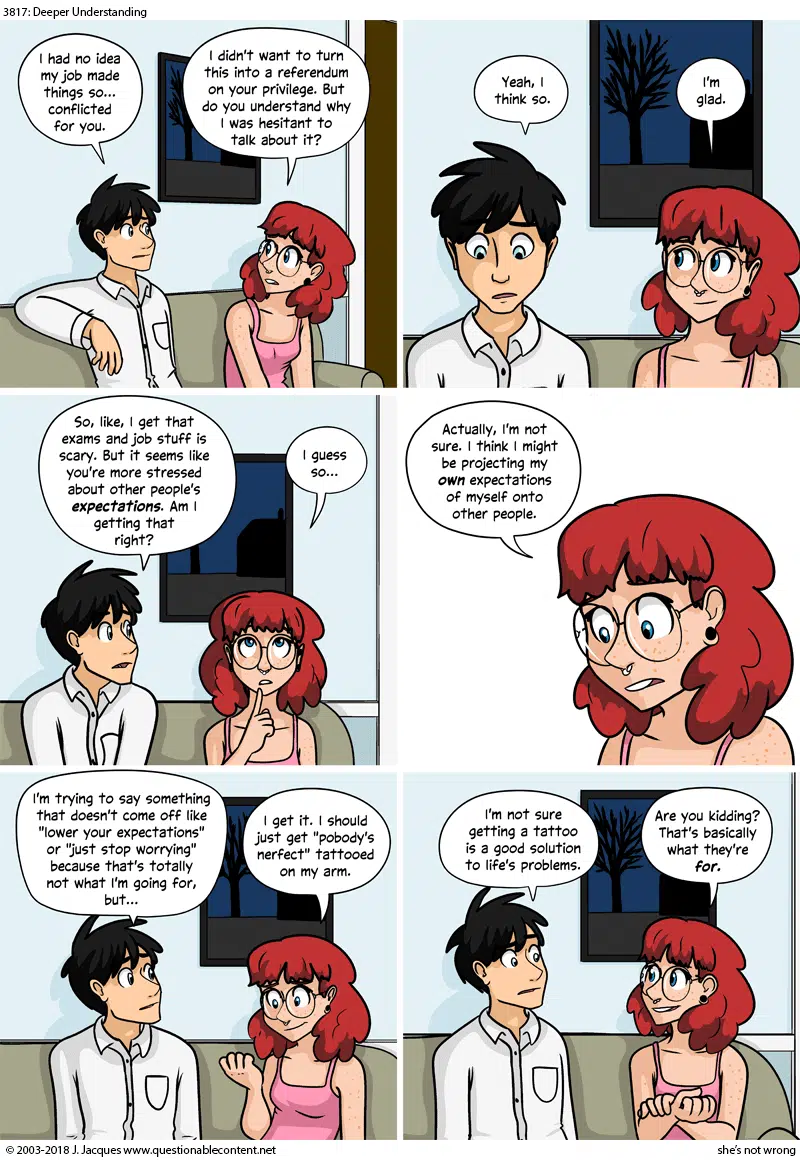 3817: Deeper Understanding
I had no idea
my job made
things so...
conflicted
for you.
I didn't want to turn
this into a referendum
on your privilege. But
do you understand why
I was hesitant to
talk about it?
Yeah, I
think so.
I'm
glad.
So, like, I get that
exams and job stuff is
scary. But it seems like
you're more stressed
about other people's
expectations. Am I
getting that
right?
I guess
so...
Actually, I'm not
sure. I think I might
be projecting my
own expectations
of myself onto
other people.
I'm trying to say something
that doesn't come off like
"lower your expectations"
or "just stop worrying"
because that's totally
not what I'm going for,
but...
I get it. I should
just get "pobody's
nerfect" tattooed
on my arm.
I'm not sure
getting a tattoo
is a good solution
to life's problems.
Are you kidding?
That's basically
what they're
for.
© 2003-2018 J. Jacques www.questionablecontent.net
she's not wrong